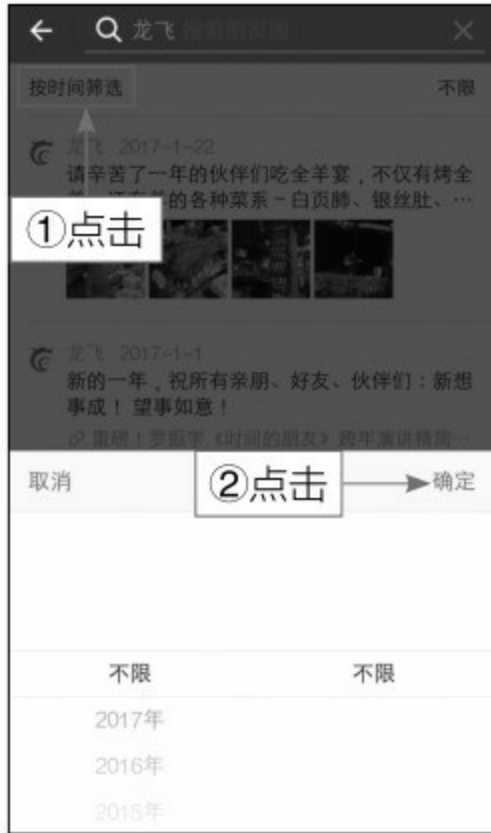 龙飞 搜索朋友圈
按时间筛选 不限
龙飞 2017-1-22
请辛苦了一年的伙伴们吃全羊宴，不仅有烤全
的各种菜系~白页肺、银丝肚、…
①点击
龙飞 2017-1-1
新的一年，祝所有亲朋、好友、伙伴们：新想
事成！望事如意！
重磅！罗振宇《时间的朋友》跨年演讲精简…
取消 ②点击 确定
不限 不限
2017年
2016年
2015年